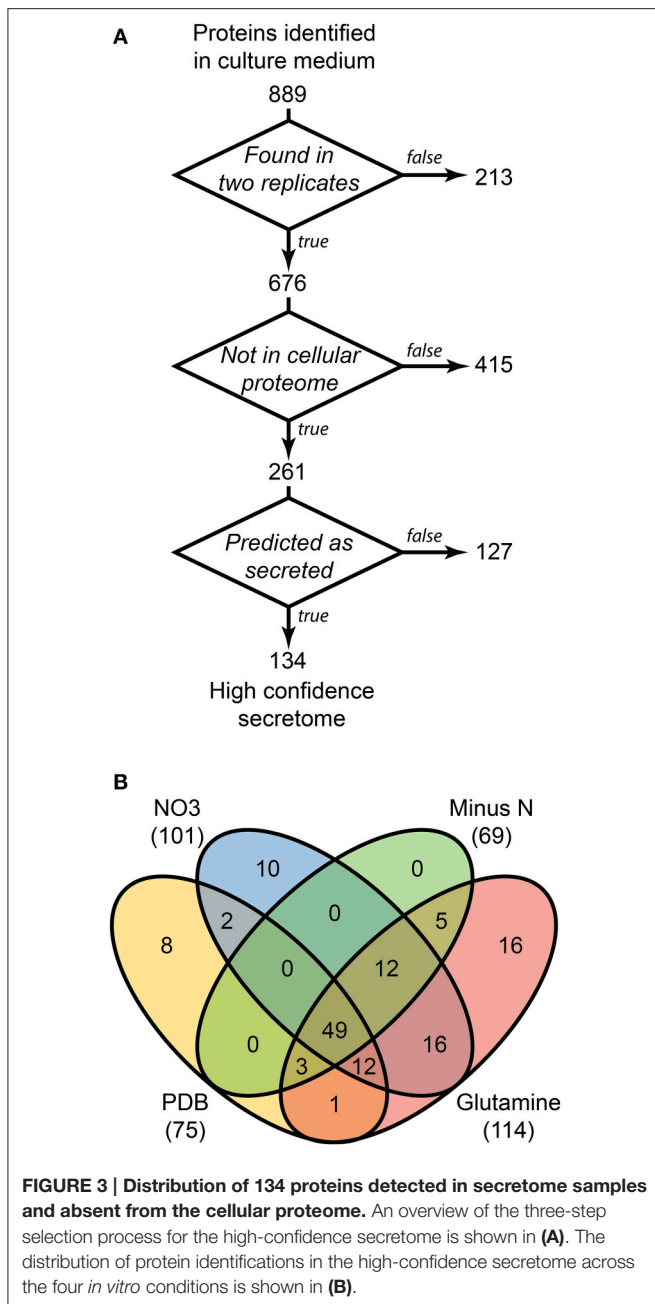 A
Proteins identified
in culture medium
889
Found in
two replicates
false
213
true
676
Not in cellular
proteome
false
415
true
261
Predicted as
secreted
false
127
true
134
High confidence
secretome
B
NO3
(101)
Minus N
(69)
10
0
2
0
5
8
16
0
12
49
0
16
3
12
1
PDB
(75)
Glutamine
(114)
FIGURE 3 | Distribution of 134 proteins detected in secretome samples
and absent from the cellular proteome. An overview of the three-step
selection process for the high-confidence secretome is shown in (A). The
distribution of protein identifications in the high-confidence secretome across
the four in vitro conditions is shown in (B).